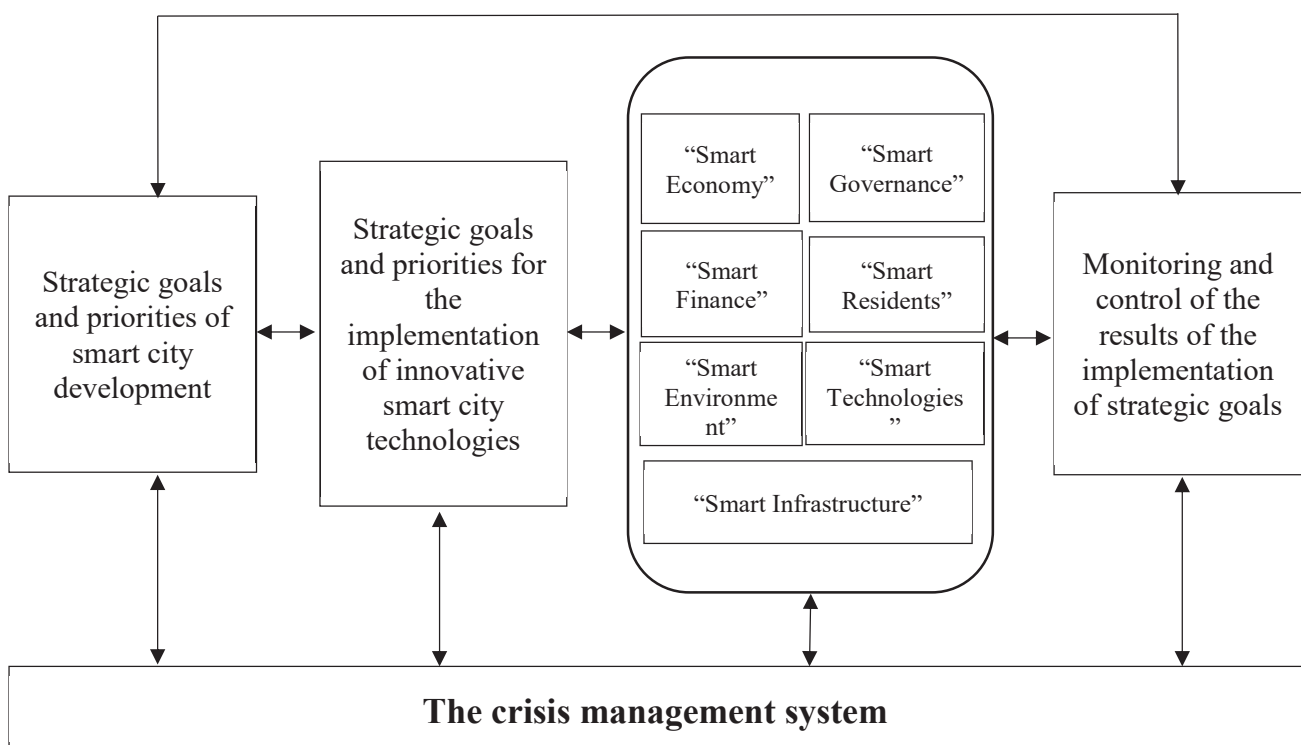 Strategic goals
and priorities of
smart city
development
Strategic goals
and priorities for
the
implementation
of innovative
smart city
technologies
“Smart
Economy”
“Smart
Governance”
“Smart
Finance”
“Smart
Residents”
“Smart
Environme
nt”
“Smart
Technologies
”
“Smart Infrastructure”
Monitoring and
control of the
results of the
implementation
of strategic goals
The crisis management system